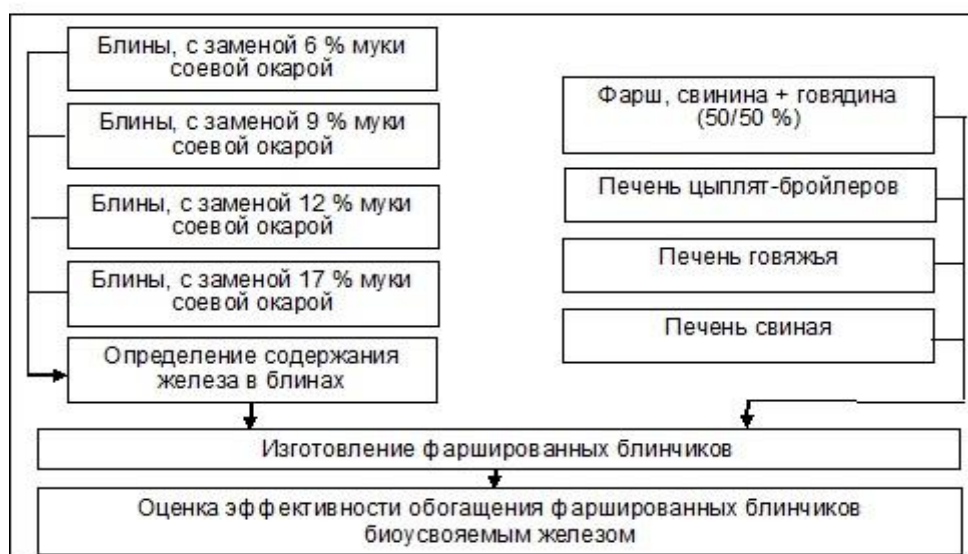 Блины, с заменой 6 % муки
соевой окарой
Блины, с заменой 9 % муки
соевой окарой
Блины, с заменой 12 % муки
соевой окарой
Блины, с заменой 17 % муки
соевой окарой
Определение содержания
железа в блинах
Фарш, свинина + говядина
(50/50 %)
Печень цыплят-бройлеров
Печень говяжья
Печень свиная
Изготовление фаршированных блинчиков
Оценка эффективности обогащения фаршированных блинчиков
биоусвояемым железом